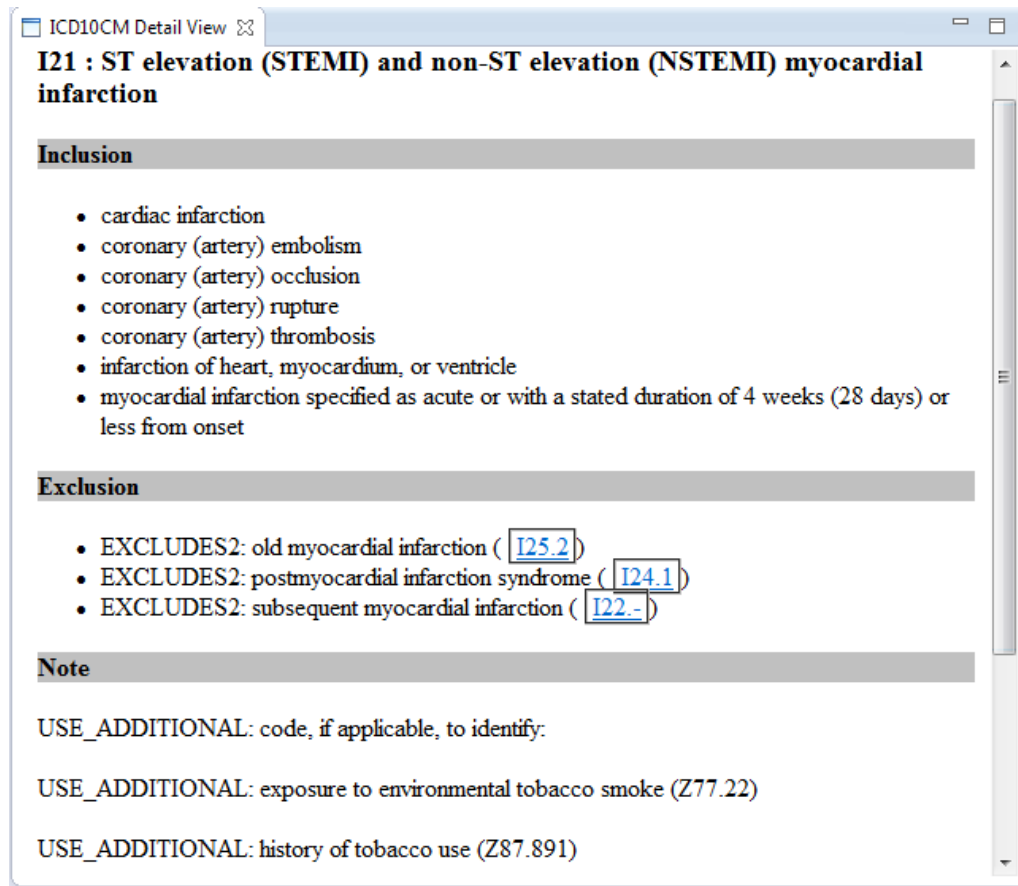 ICD10CM Detail View
I21 : ST elevation (STEMI) and non-ST elevation (NSTEMI) myocardial
infarction
Inclusion
• cardiac infarction
• coronary (artery) embolism
• coronary (artery) occlusion
• coronary (artery) rupture
• coronary (artery) thrombosis
• infarction of heart, myocardium, or ventricle
• myocardial infarction specified as acute or with a stated duration of 4 weeks (28 days) or
less from onset
Exclusion
• EXCLUDES2: old myocardial infarction ( I25.2)
• EXCLUDES2: postmyocardial infarction syndrome ( I24.1)
• EXCLUDES2: subsequent myocardial infarction ( I22.-)
Note
USE_ADDITIONAL: code, if applicable, to identify:
USE_ADDITIONAL: exposure to environmental tobacco smoke (Z77.22)
USE_ADDITIONAL: history of tobacco use (Z87.891)